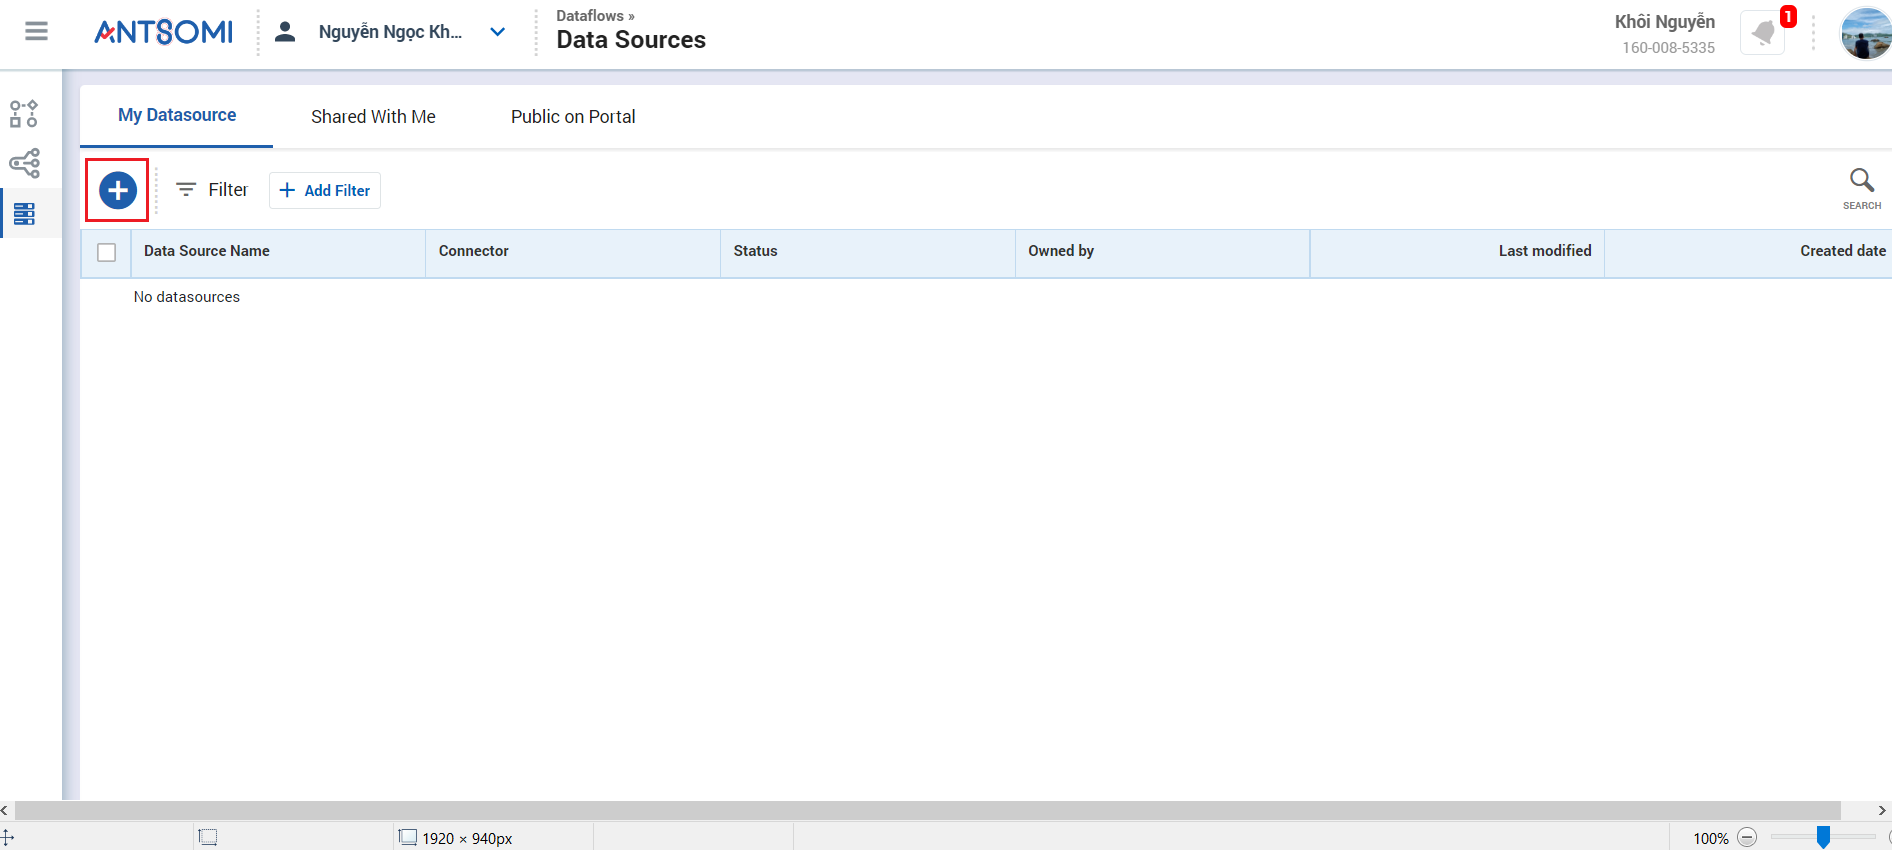 ANTSOMI
Nguyễn Ngọc Kh...
Dataflows »
Data Sources
Khôi Nguyễn
160-008-5335
1
My Datasource
Shared With Me
Public on Portal
Filter
Add Filter
SEARCH
Data Source Name
Connector
Status
Owned by
Last modified
Created date
No datasources
1920 × 940px
100%